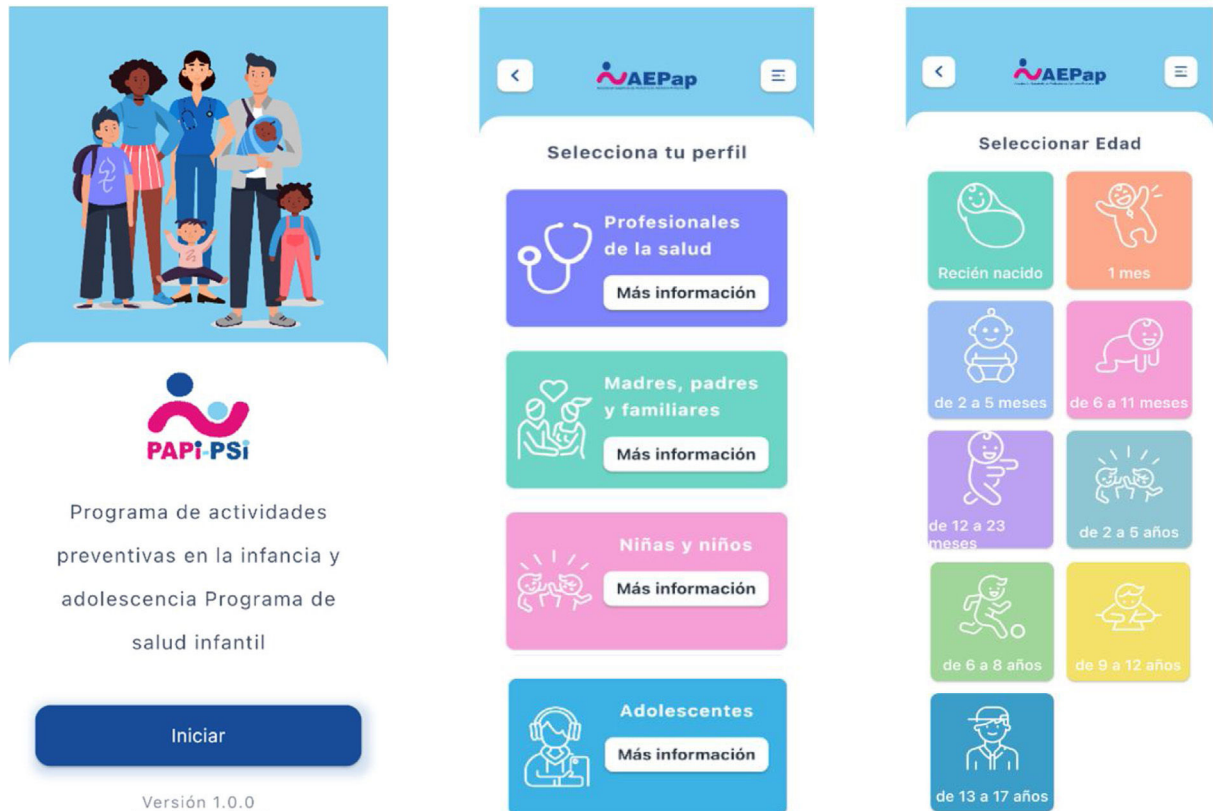 PAPi-PSi
Programa de actividades
preventivas en la infancia y
adolescencia Programa de
salud infantil
Iniciar
Versión 1.0.0
AEPap
Selecciona tu perfil
Profesionales
de la salud
Más información
Madres, padres
y familiares
Más información
Niñas y niños
Más información
Adolescentes
Más información
AEPap
Seleccionar Edad
Recién nacido
1 mes
de 2 a 5 meses
de 6 a 11 meses
de 12 a 23
meses
de 2 a 5 años
de 6 a 8 años
de 9 a 12 años
de 13 a 17 años